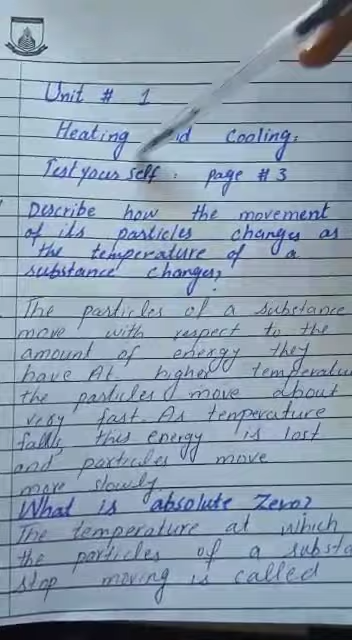 Unit # 1
Heating nd Cooling:
Test your self: page # 3
Describe how the movement
of its particles changes as
the temperature of a
substance changes?
The particles of a substance
move with respect to the
amount of energy they
have At higher temperatu
the particles move about
very fast. As temperature
falls, this energy is lost
and particles move
more slowly
What is absolute Zero?
The temperature at which
the particles of a substa
stop moving is called